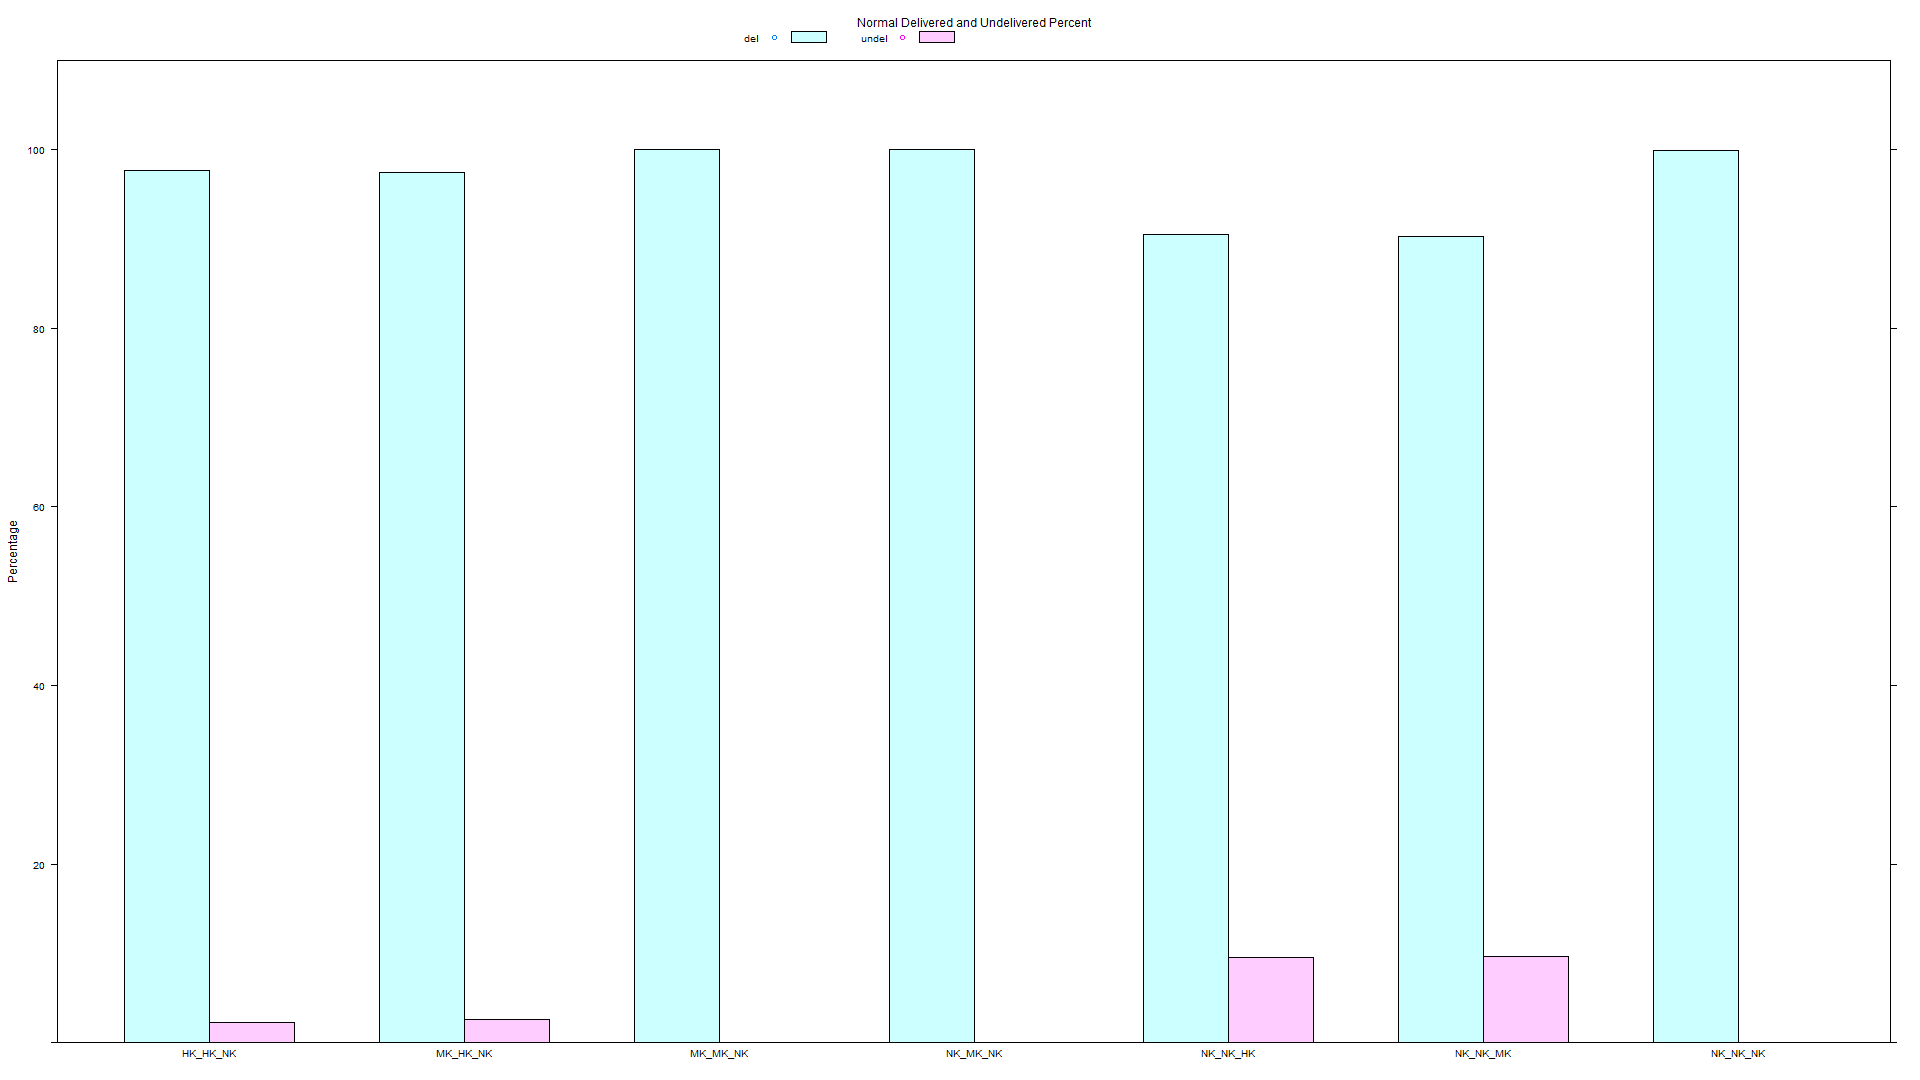 Normal Delivered and Undelivered Percent
del undel
Percentage
100
80
60
40
20
HK_HK_NK MK_HK_NK MK_MK_NK NK_MK_NK NK_NK_HK NK_NK_MK NK_NK_NK